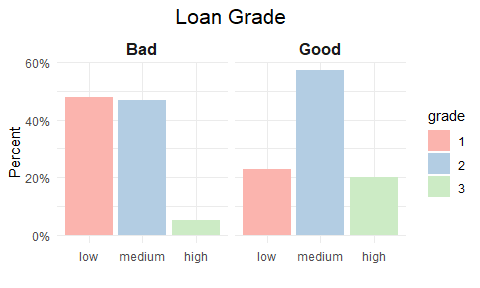 Loan Grade
Bad
Good
60%
40%
20%
0%
Percent
low medium high
low medium high
grade
1
2
3